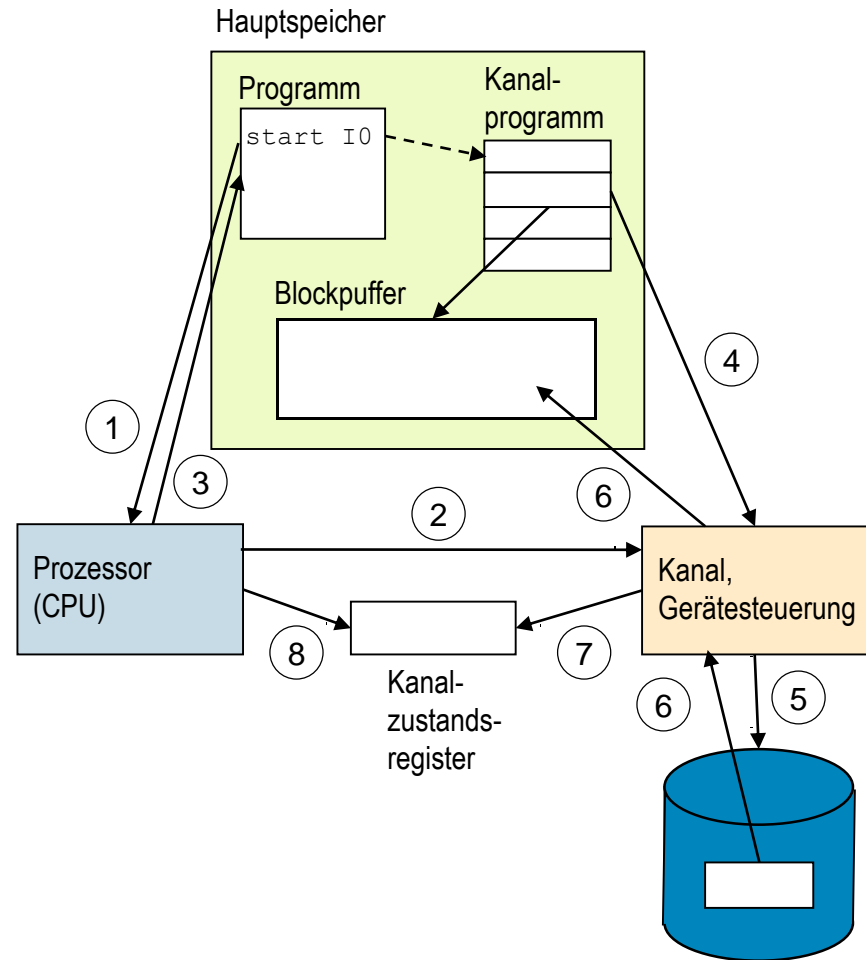 Hauptspeicher
Programm
start IO
Kanal-
programm
Blockpuffer
1
3
4
6
2
Prozessor
(CPU)
Kanal,
Gerätesteuerung
8
7
Kanal-
zustands-
register
6
5